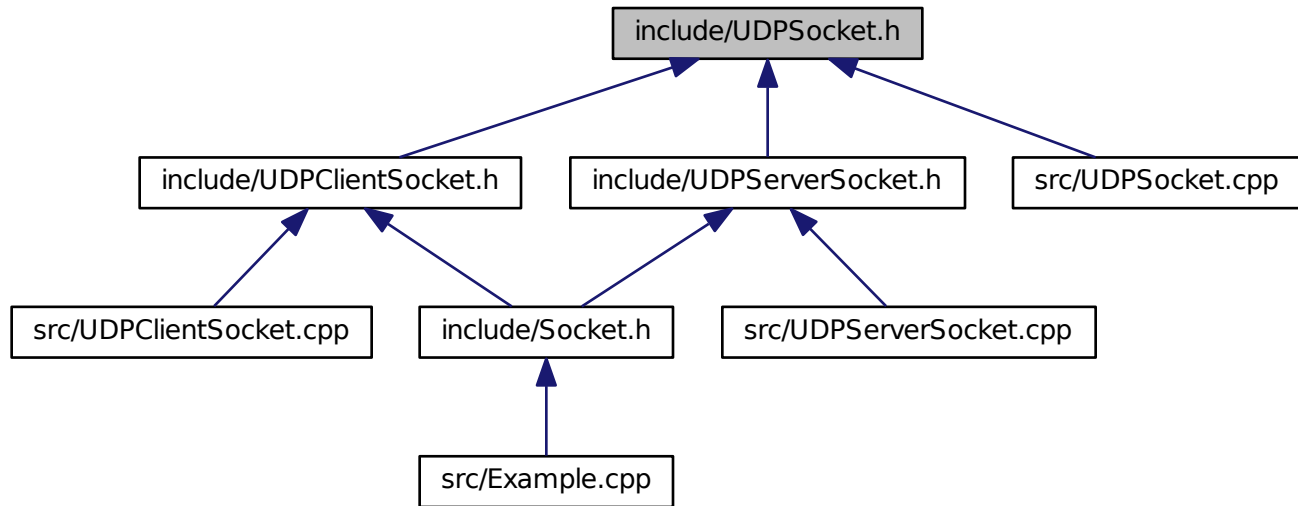 include/UDPSocket.h
include/UDPClientSocket.h
include/UDPServerSocket.h
src/UDPSocket.cpp
src/UDPClientSocket.cpp
include/Socket.h
src/UDPServerSocket.cpp
src/Example.cpp